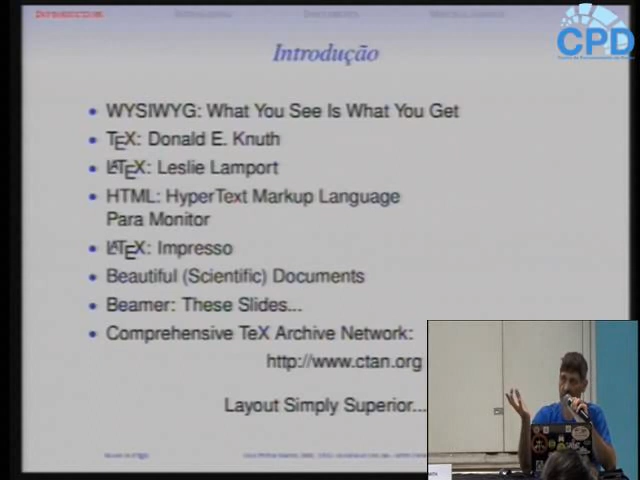 CPD
Introdução
WYSIWYG: What You See Is What You Get
TEX: Donald E. Knuth
LATEX: Leslie Lamport
HTML: HyperText Markup Language
Para Monitor
LATEX: Impresso
Beautiful (Scientific) Documents
Beamer: These Slides...
Comprehensive TeX Archive Network:
http://www.ctan.org
Layout Simply Superior...